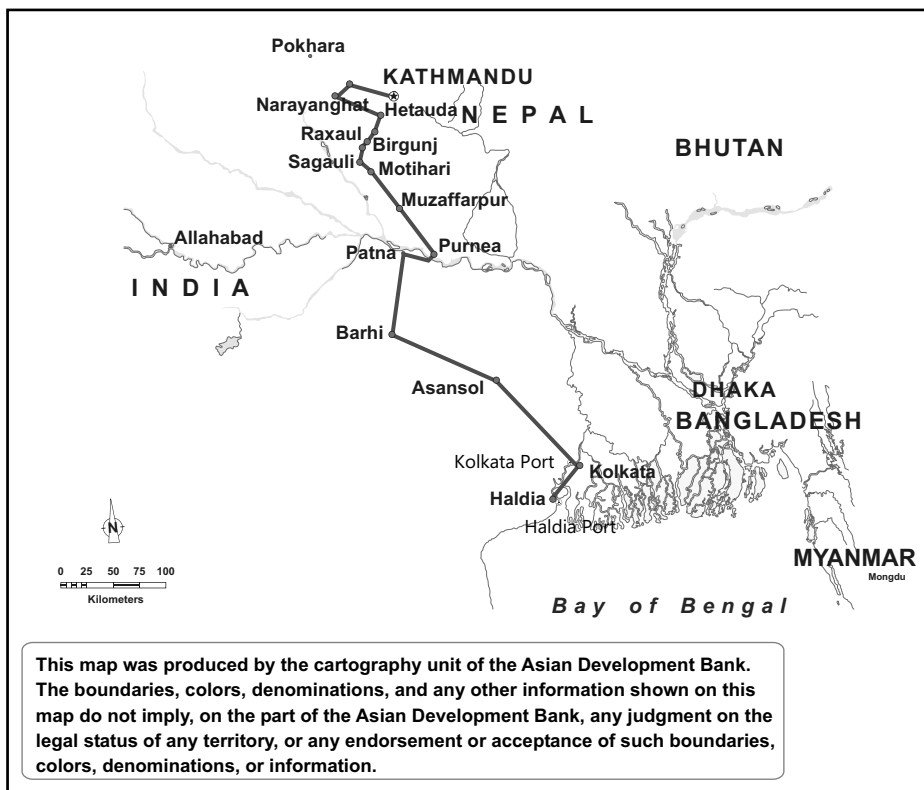 Pokhara
KATHMANDU
Narayanghat
Hetauda
N E P A L
Raxaul
Birgunj
BHUTAN
Sagauli
Motihari
Muzaffarpur
Allahabad
Patna
Purnea
I N D I A
Barhi
Asansol
DHAKA
BANGLADESH
Kolkata Port
Kolkata
Haldia
Haldia Port
N
MYANMAR
Mongdu
0 25 50 75 100
Kilometers
Bay of Bengal
This map was produced by the cartography unit of the Asian Development Bank.
The boundaries, colors, denominations, and any other information shown on this
map do not imply, on the part of the Asian Development Bank, any judgment on the
legal status of any territory, or any endorsement or acceptance of such boundaries,
colors, denominations, or information.